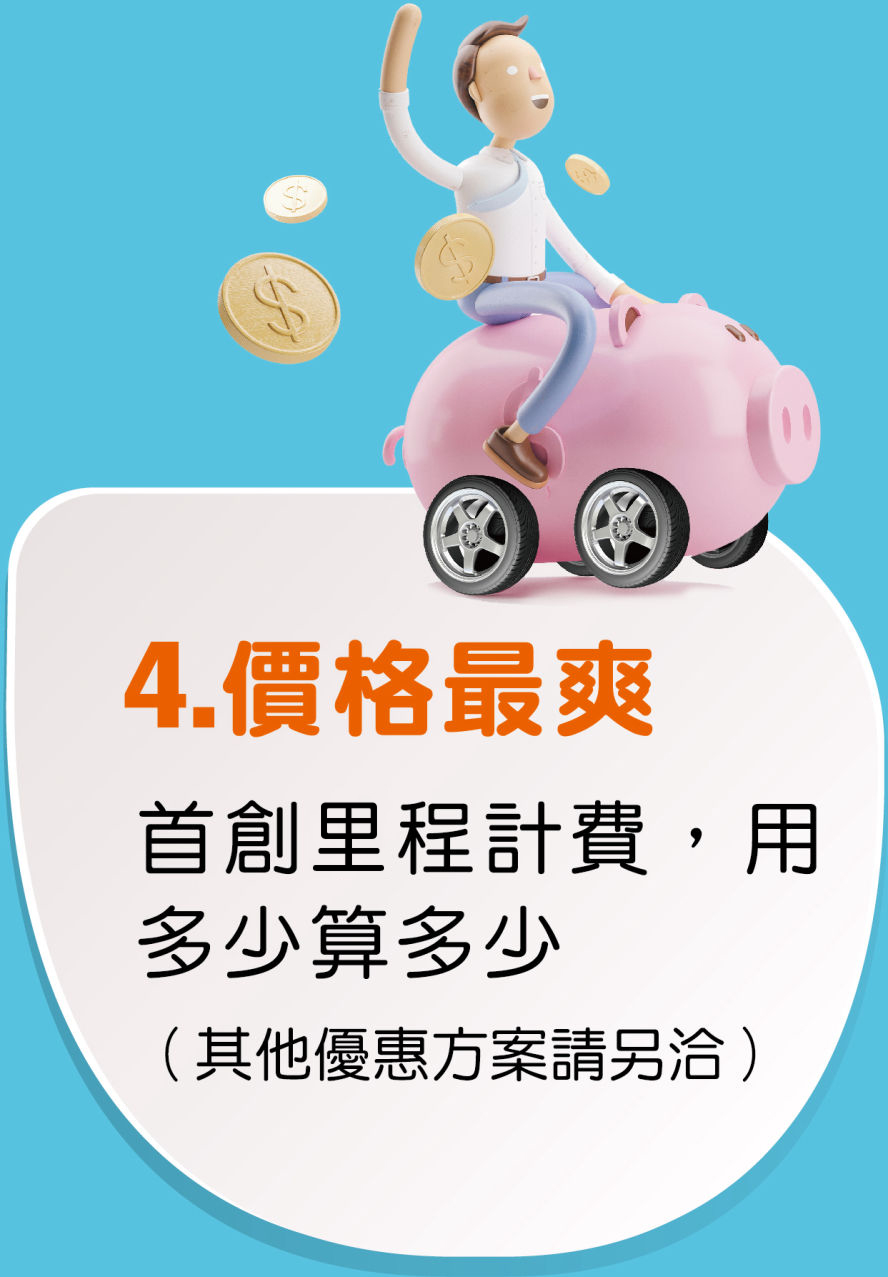 4.價格最爽
首創里程計費，用
多少算多少
（其他優惠方案請另洽）